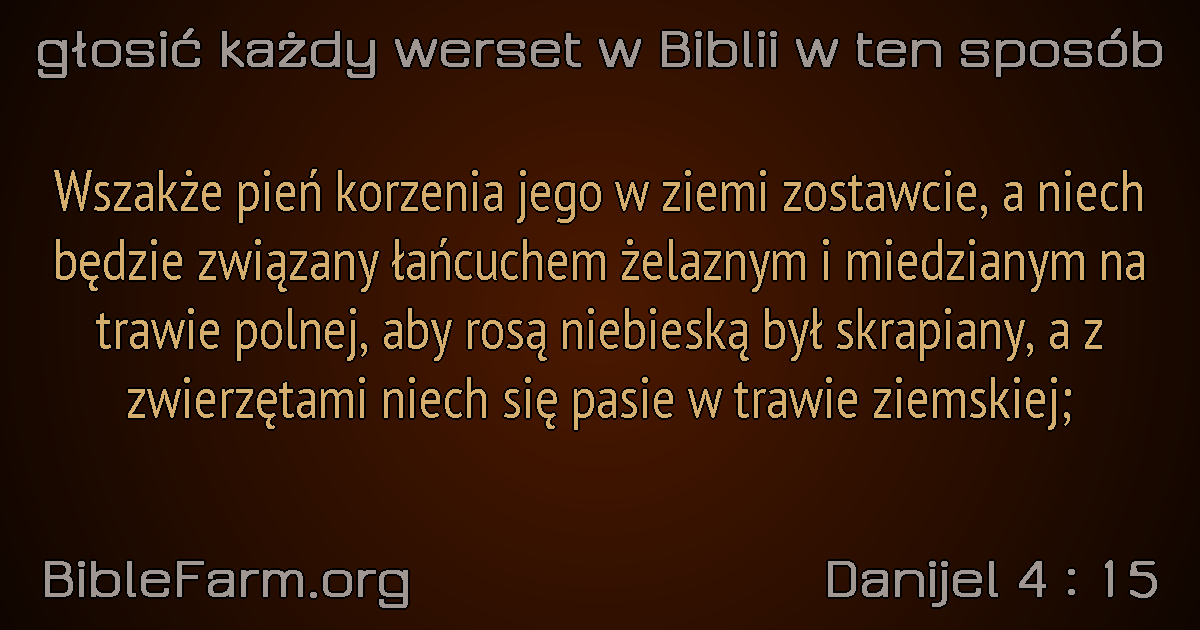 głosić każdy werset w Biblii w ten sposób
Wszakże pień korzenia jego w ziemi zostawcie, a niech
będzie związany łańcuchem żelaznym i miedzianym na
trawie polnej, aby rosą niebieską był skrapiany, a z
zwierzętami niech się pasie w trawie ziemskiej;
BibleFarm.org
Danijel 4 : 15